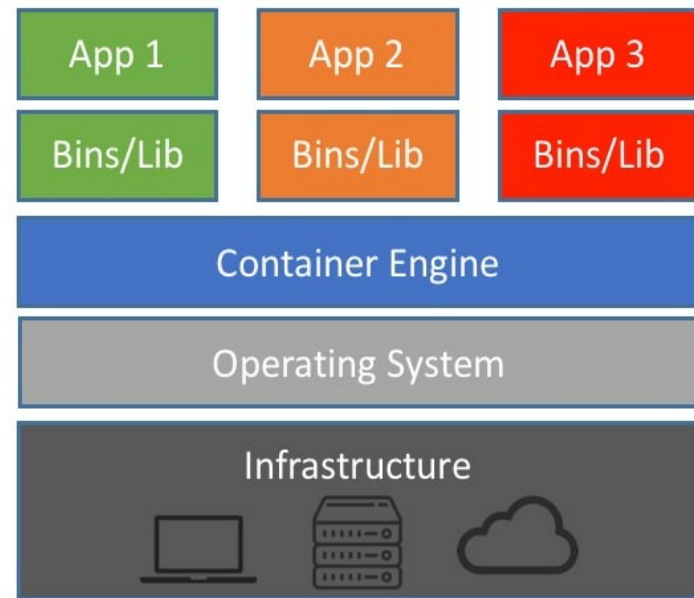 App 1
App 2
App 3
Bins/Lib
Bins/Lib
Bins/Lib
Container Engine
Operating System
Infrastructure